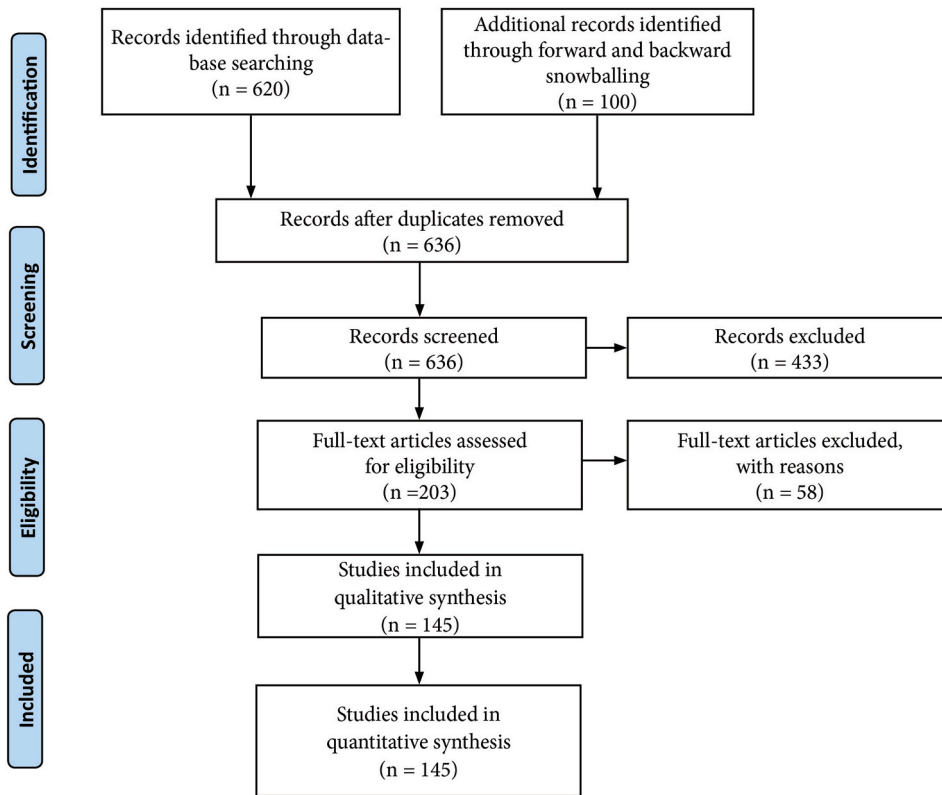 Identification
Records identified through data-
base searching
(n = 620)
Additional records identified
through forward and backward
snowballing
(n = 100)
Records after duplicates removed
(n = 636)
Screening
Records screened
(n = 636)
Records excluded
(n = 433)
Eligibility
Full-text articles assessed
for eligibility
(n =203)
Full-text articles excluded,
with reasons
(n = 58)
Studies included in
qualitative synthesis
(n = 145)
Included
Studies included in
quantitative synthesis
(n = 145)